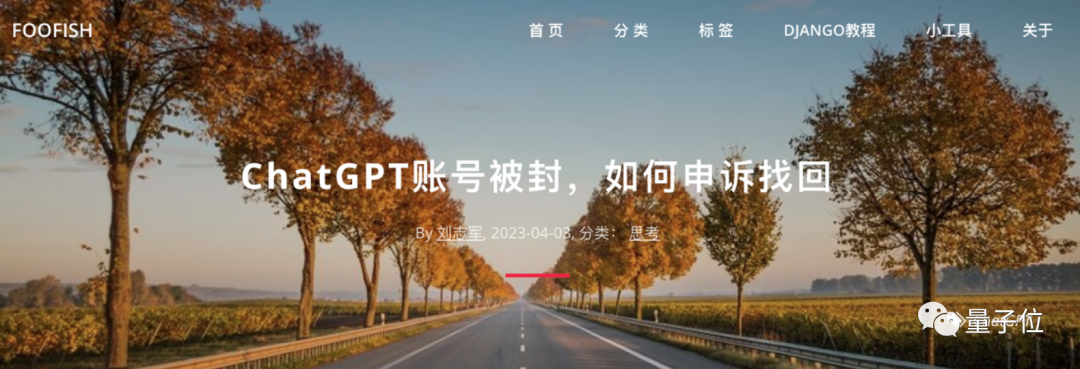 FOOFISH
首 页
分 类
标 签
DJANGO教程
小工具
关于
ChatGPT账号被封，如何申诉找回
By 刘志军, 2023-04-03, 分类： 思考
量子位